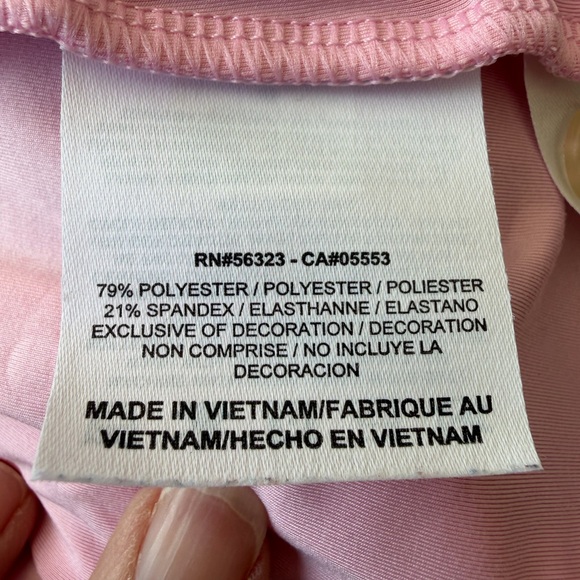 RN#56323 - CA#05553
79% POLYESTER / POLYESTER / POLIESTER
21% SPANDEX / ELASTHANNE / ELASTANO
EXCLUSIVE OF DECORATION / DECORATION
NON COMPRISE / NO INCLUYE LA
DECORACION
MADE IN VIETNAM/FABRIQUE AU
VIETNAM/HECHO EN VIETNAM